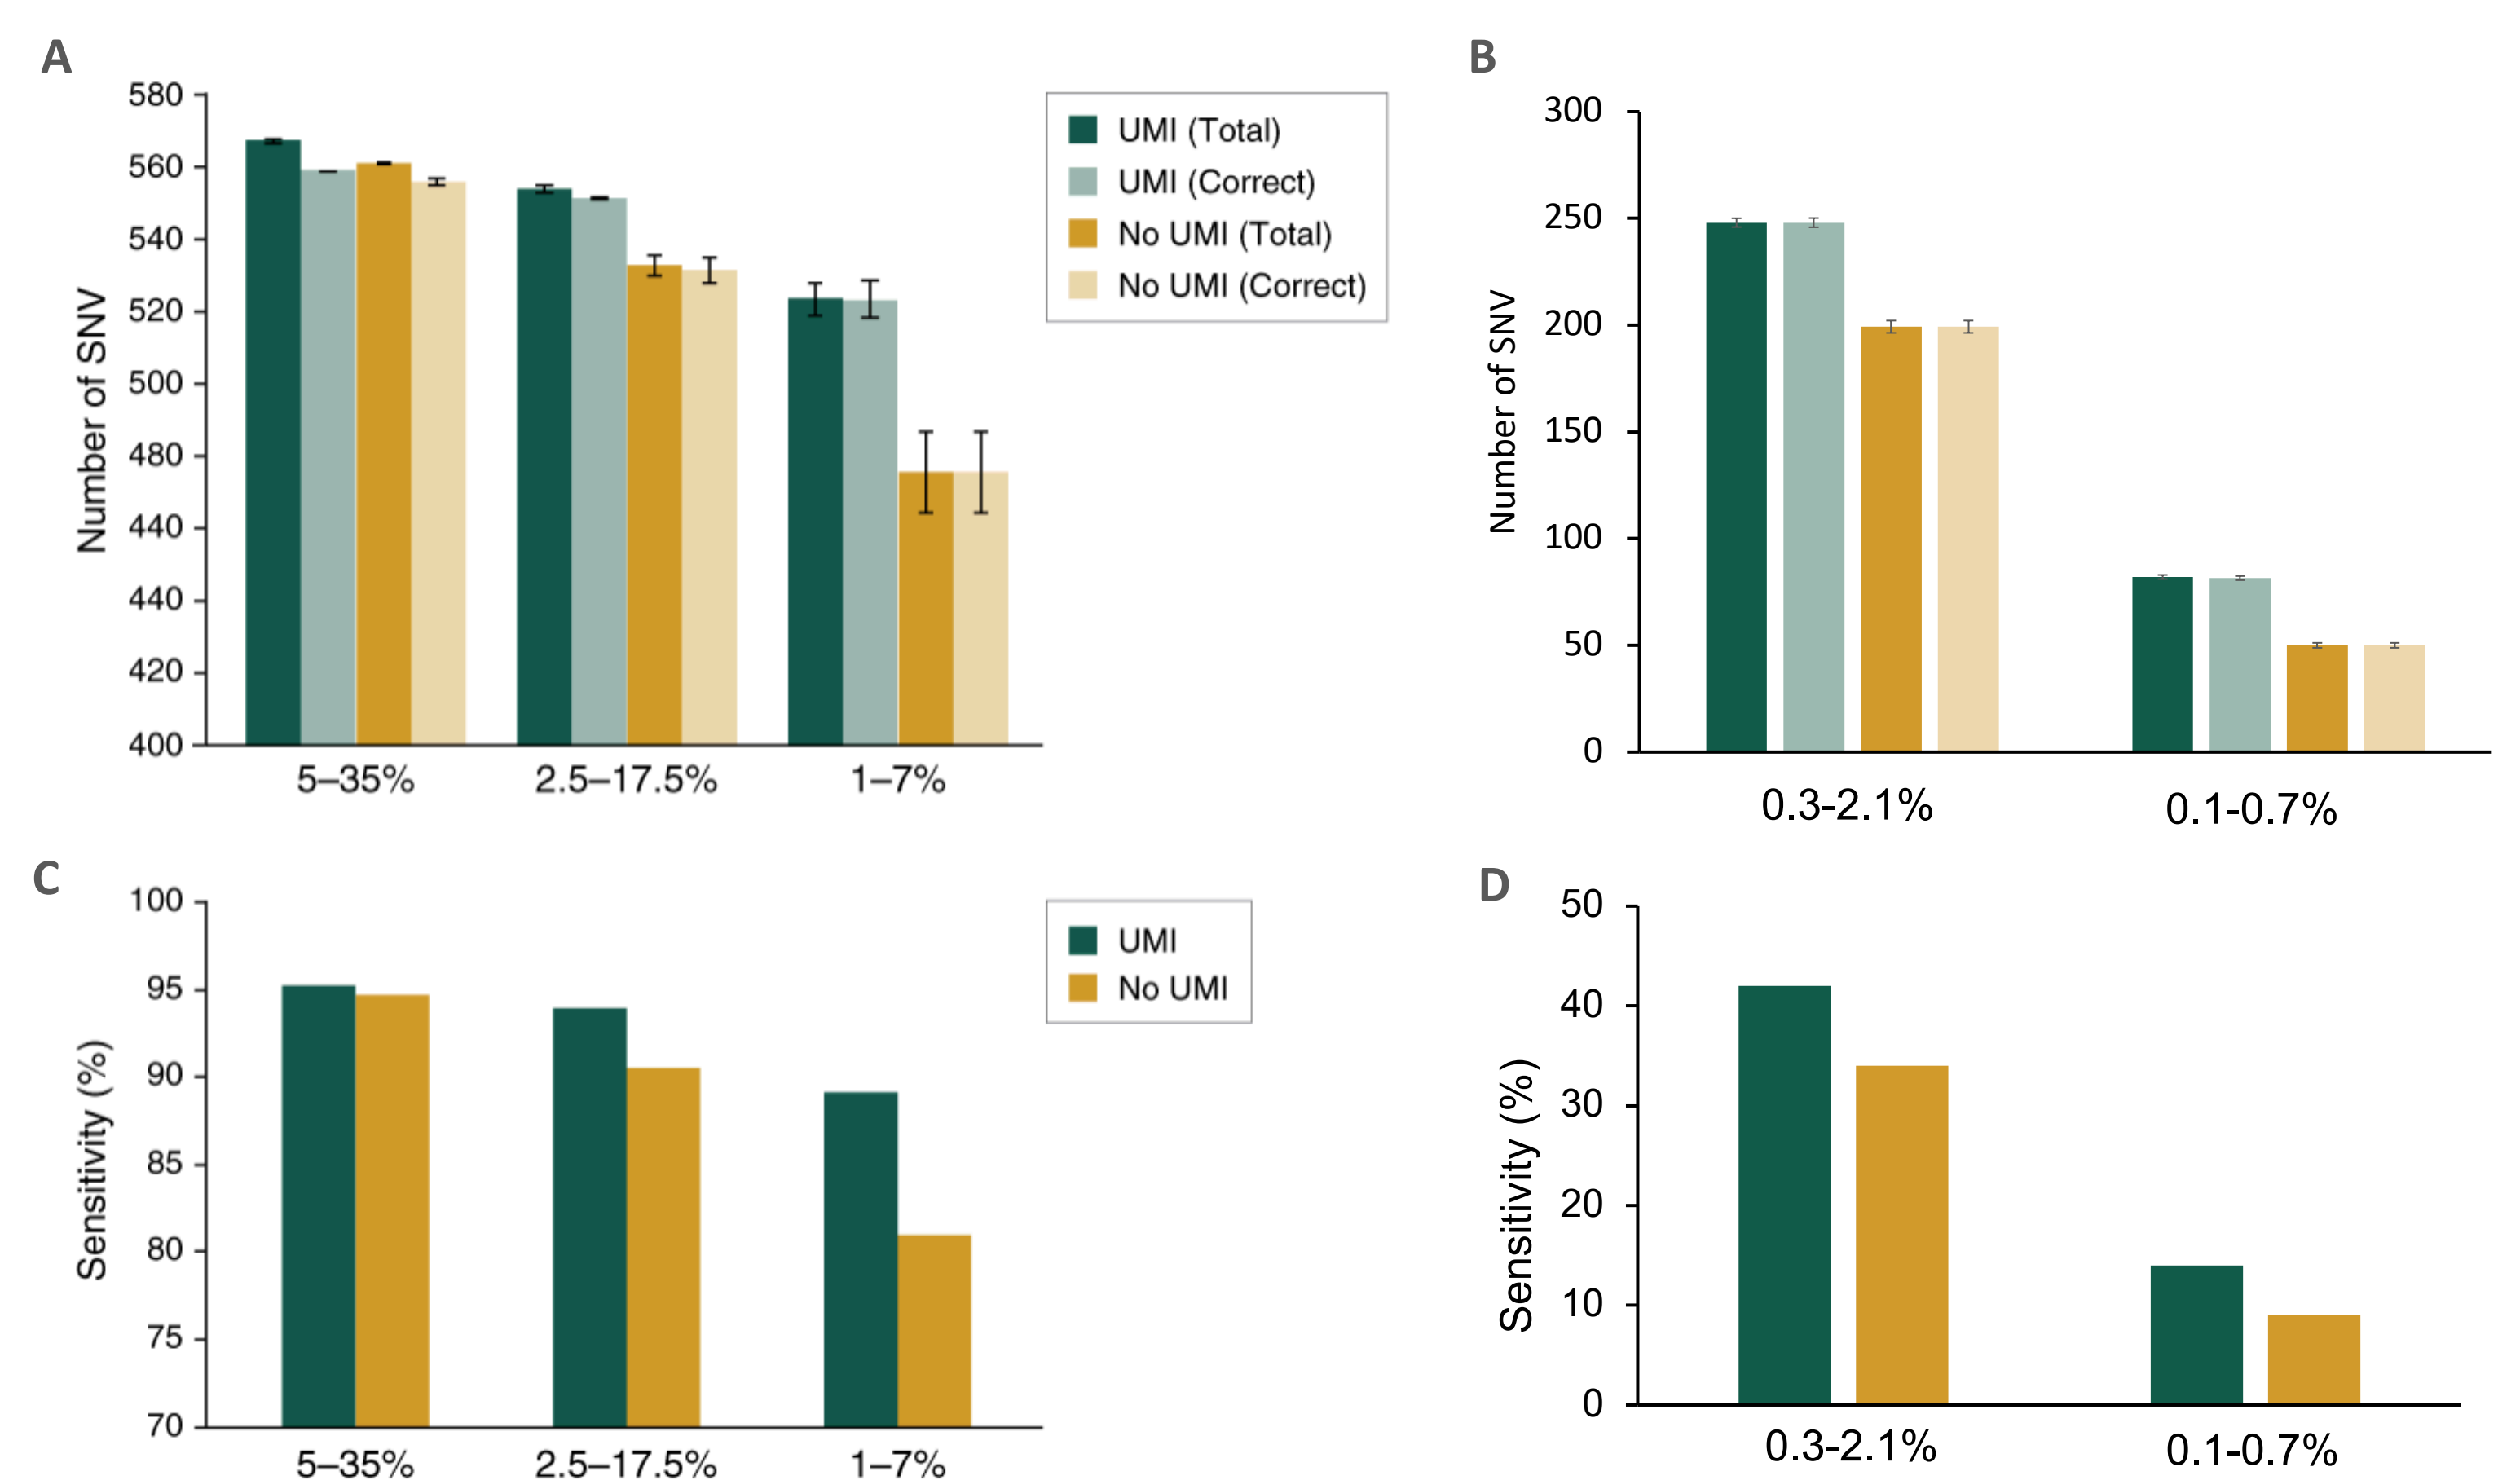 A
580
560
540
520
500
480
440
440
420
400
Number of SNV
5–35%
2.5–17.5%
1–7%
UMI (Total)
UMI (Correct)
No UMI (Total)
No UMI (Correct)
B
300
250
200
150
100
50
0
Number of SNV
0.3-2.1%
0.1-0.7%
C
100
95
90
85
80
75
70
Sensitivity (%)
5–35%
2.5–17.5%
1–7%
UMI
No UMI
D
50
40
30
20
10
0
Sensitivity (%)
0.3-2.1%
0.1-0.7%